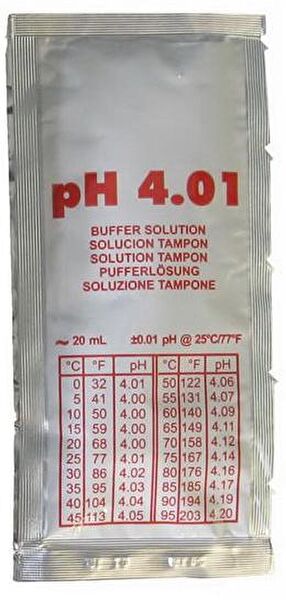 pH 4.01
BUFFER SOLUTION
SOLUCION TAMPON
SOLUTION TAMPON
PUFFERLÖSUNG
SOLUZIONE TAMPONE
~ 20 mL ±0.01 pH @ 25°C/77°F
°C °F pH °C °F pH
0 32 4.01 50 122 4.06
5 41 4.00 55 131 4.07
10 50 4.00 60 140 4.09
15 59 4.00 65 149 4.11
20 68 4.00 70 158 4.12
25 77 4.01 75 167 4.14
30 86 4.02 80 176 4.16
35 95 4.03 85 185 4.17
40 104 4.04 90 194 4.19
45 113 4.05 95 203 4.20